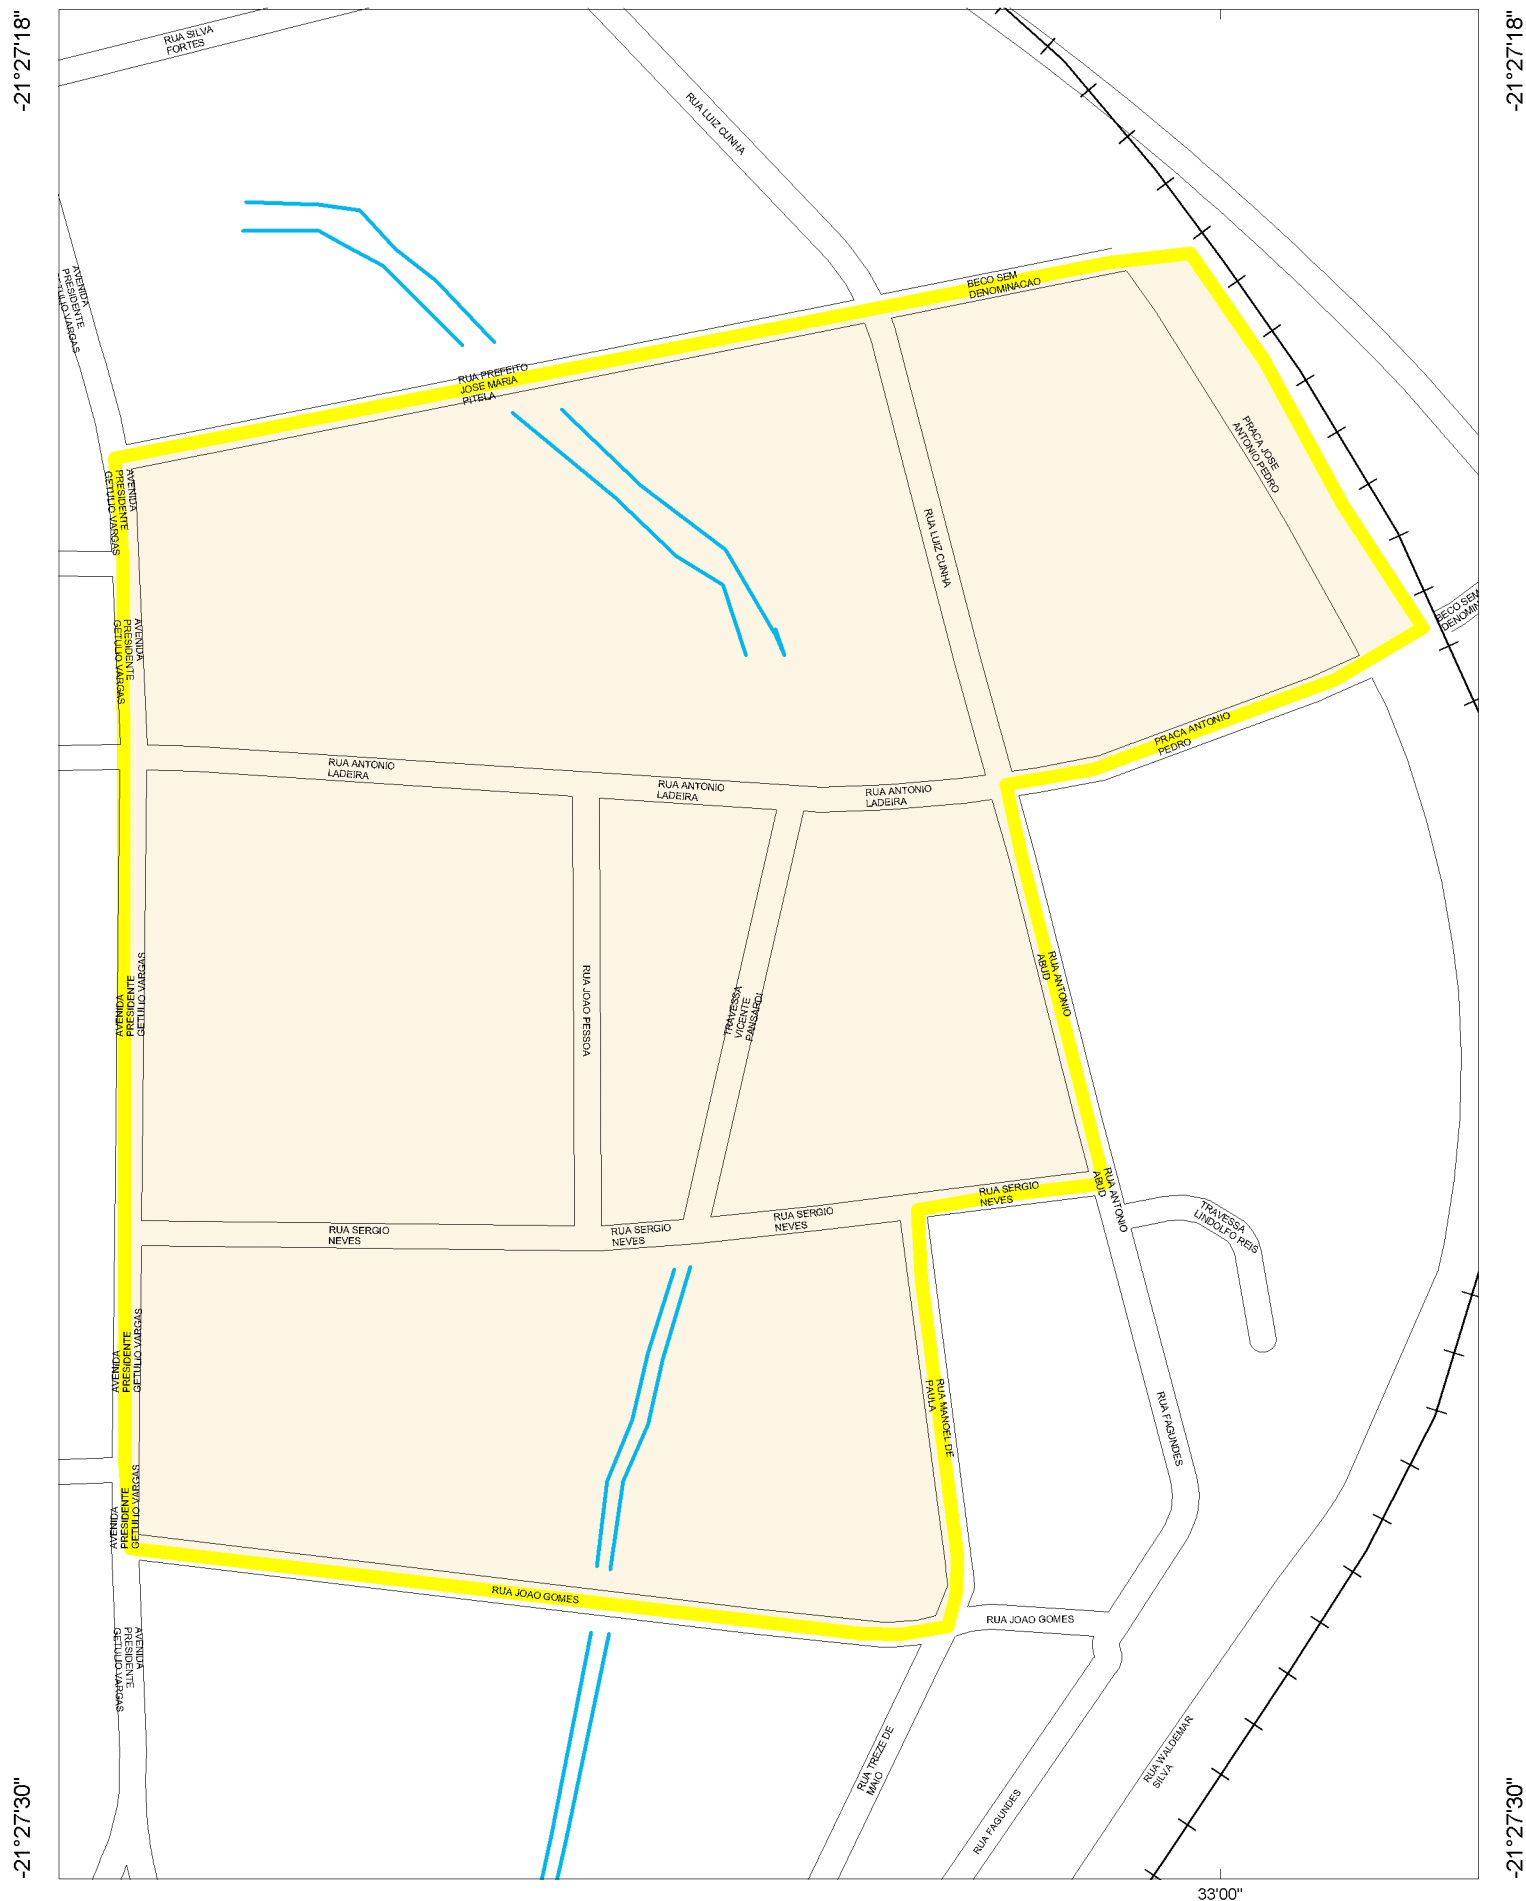 -21°27'18"
-21°27'18"
RUA SILVA
FORTES
RUA LUIZ CUNHA
AVENIDA
PRESIDENTE
GETULIO VARGAS
BECO SEM
DENOMINACAO
RUA PREFEITO
JOSE MARIA
PITELA
PRACA JOSE
ANTONIO PEDRO
AVENIDA
PRESIDENTE
GETULIO VARGAS
RUA LUIZ CUNHA
BECO SEM
DENOMIN
AVENIDA
PRESIDENTE
GETULIO VARGAS
PRACA ANTONIO
PEDRO
RUA ANTONIO
LADEIRA
RUA ANTONIO
LADEIRA
RUA ANTONIO
LADEIRA
AVENIDA
PRESIDENTE
GETULIO VARGAS
RUA JOAO PESSOA
TRAVESSA
VICENTE
PANSARDI
RUA ANTONIO
ABUD
RUA ANTONIO
ABUD
RUA SERGIO
NEVES
RUA SERGIO
NEVES
RUA SERGIO
NEVES
RUA SERGIO
NEVES
TRAVESSA
LINDOLFO REIS
AVENIDA
PRESIDENTE
GETULIO VARGAS
RUA MANOEL DE
PAULA
RUA FAGUNDES
AVENIDA
PRESIDENTE
GETULIO VARGAS
RUA JOAO GOMES
RUA JOAO GOMES
AVENIDA
PRESIDENTE
GETULIO VARGAS
RUA TREZE DE
MAIO
RUA FAGUNDES
RUA WALDEMAR
SILVA
-21°27'30"
-21°27'30"
33'00"